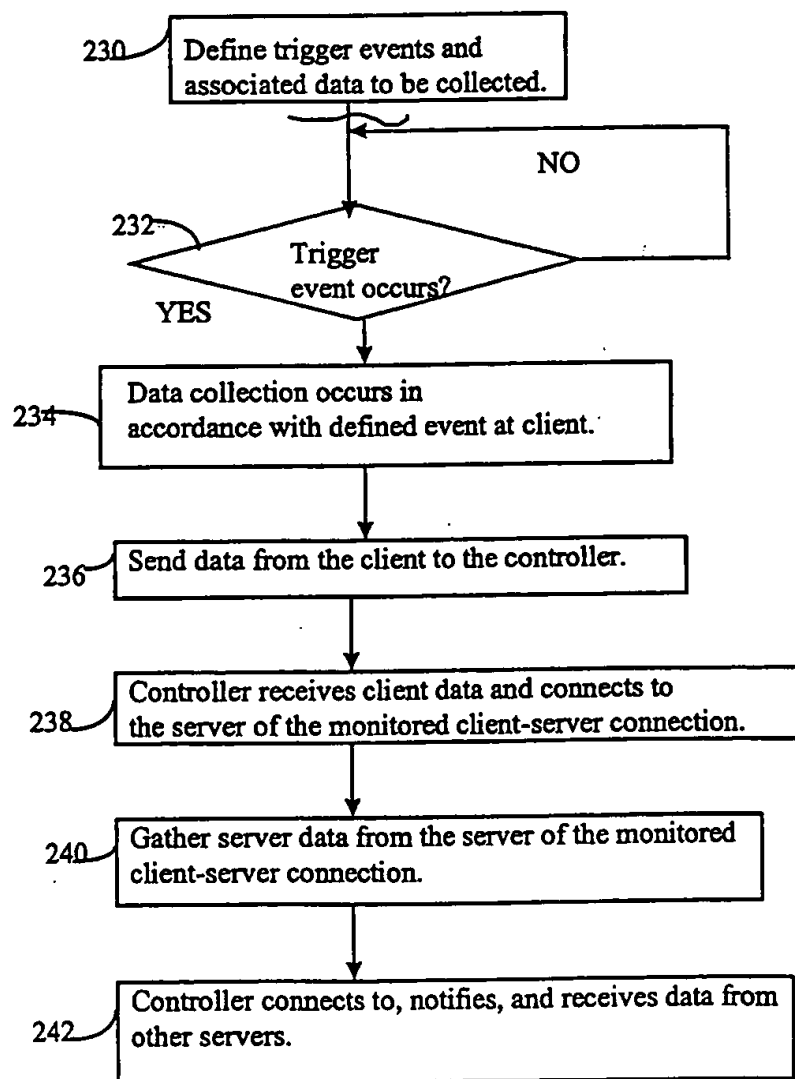 230
Define trigger events and
associated data to be collected.
NO
232
Trigger
event occurs?
YES
234
Data collection occurs in
accordance with defined event at client.
236
Send data from the client to the controller.
238
Controller receives client data and connects to
the server of the monitored client-server connection.
240
Gather server data from the server of the monitored
client-server connection.
242
Controller connects to, notifies, and receives data from
other servers.